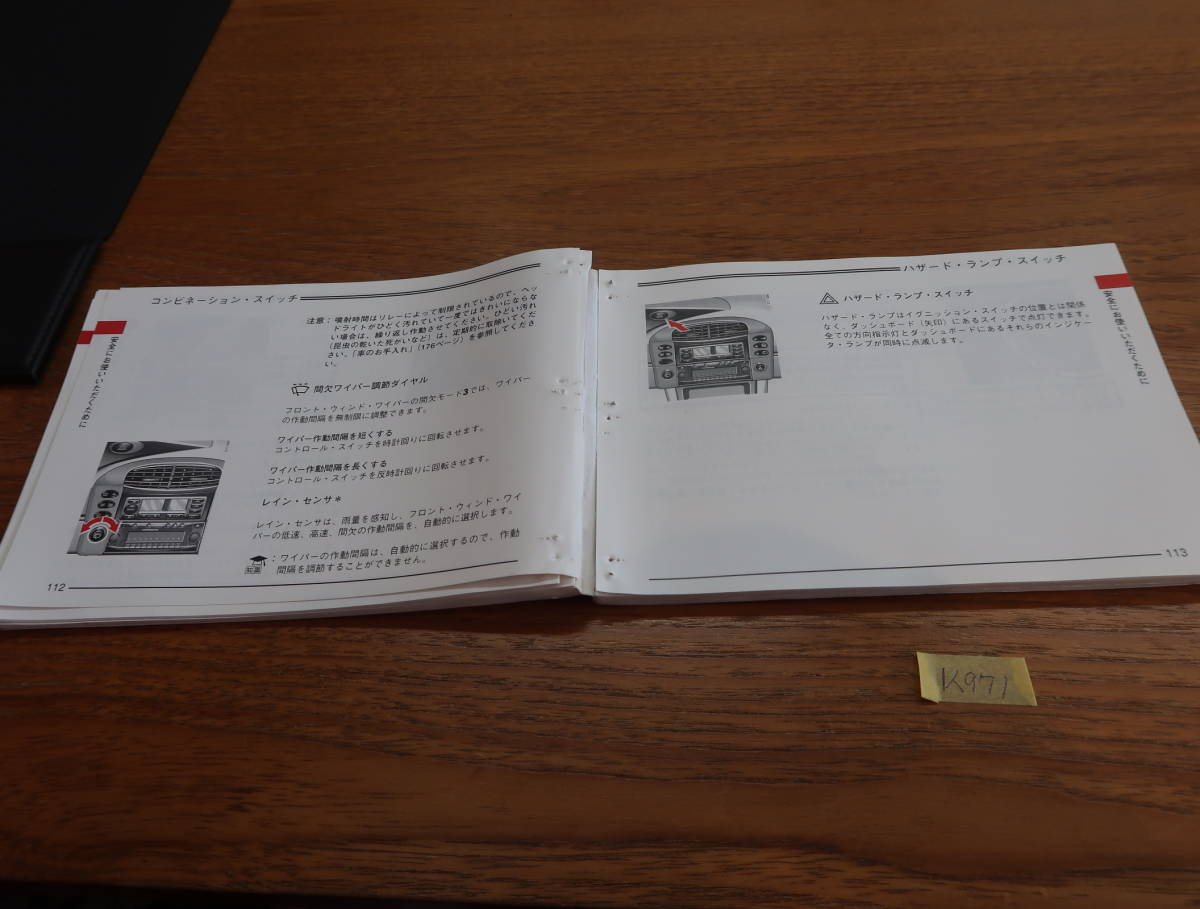 コンビネーション・スイッチ
安全にお使いいただくために
注意：噴射時間はリレーによって制限されているので、ヘッ
ドライトがひどく汚れていて一度ではきれいにならな
い場合は、繰り返し作動させてください。ひどい汚れ
（昆虫の乾いた死がいなど）は、定期的に取除いてくだ
さい。「車のお手入れ」（176ページ）を参照してくださ
い。
間欠ワイパー調節ダイヤル
フロント・ウィンド・ワイパーの間欠モード3では、ワイパー
の作動間隔を無制限に調整できます。
ワイパー作動間隔を短くする
コントロール・スイッチを時計回りに回転させます。
ワイパー作動間隔を長くする
コントロール・スイッチを反時計回りに回転させます。
レイン・センサ＊
レイン・センサは、雨量を感知し、フロント・ウィンド・ワイ
パーの低速、高速、間欠の作動間隔を、自動的に選択します。
知識
：ワイパーの作動間隔は、自動的に選択するので、作動
間隔を調節することができません。
112
ハザード・ランプ・スイッチ
安全にお使いいただくために
ハザード・ランプ・スイッチ
ハザード・ランプはイグニッション・スイッチの位置とは関係
なく、ダッシュボード（矢印）にあるスイッチで点灯できます。
全ての方向指示灯とダッシュボードにあるそれらのインジケー
タ・ランプが同時に点滅します。
113
K971